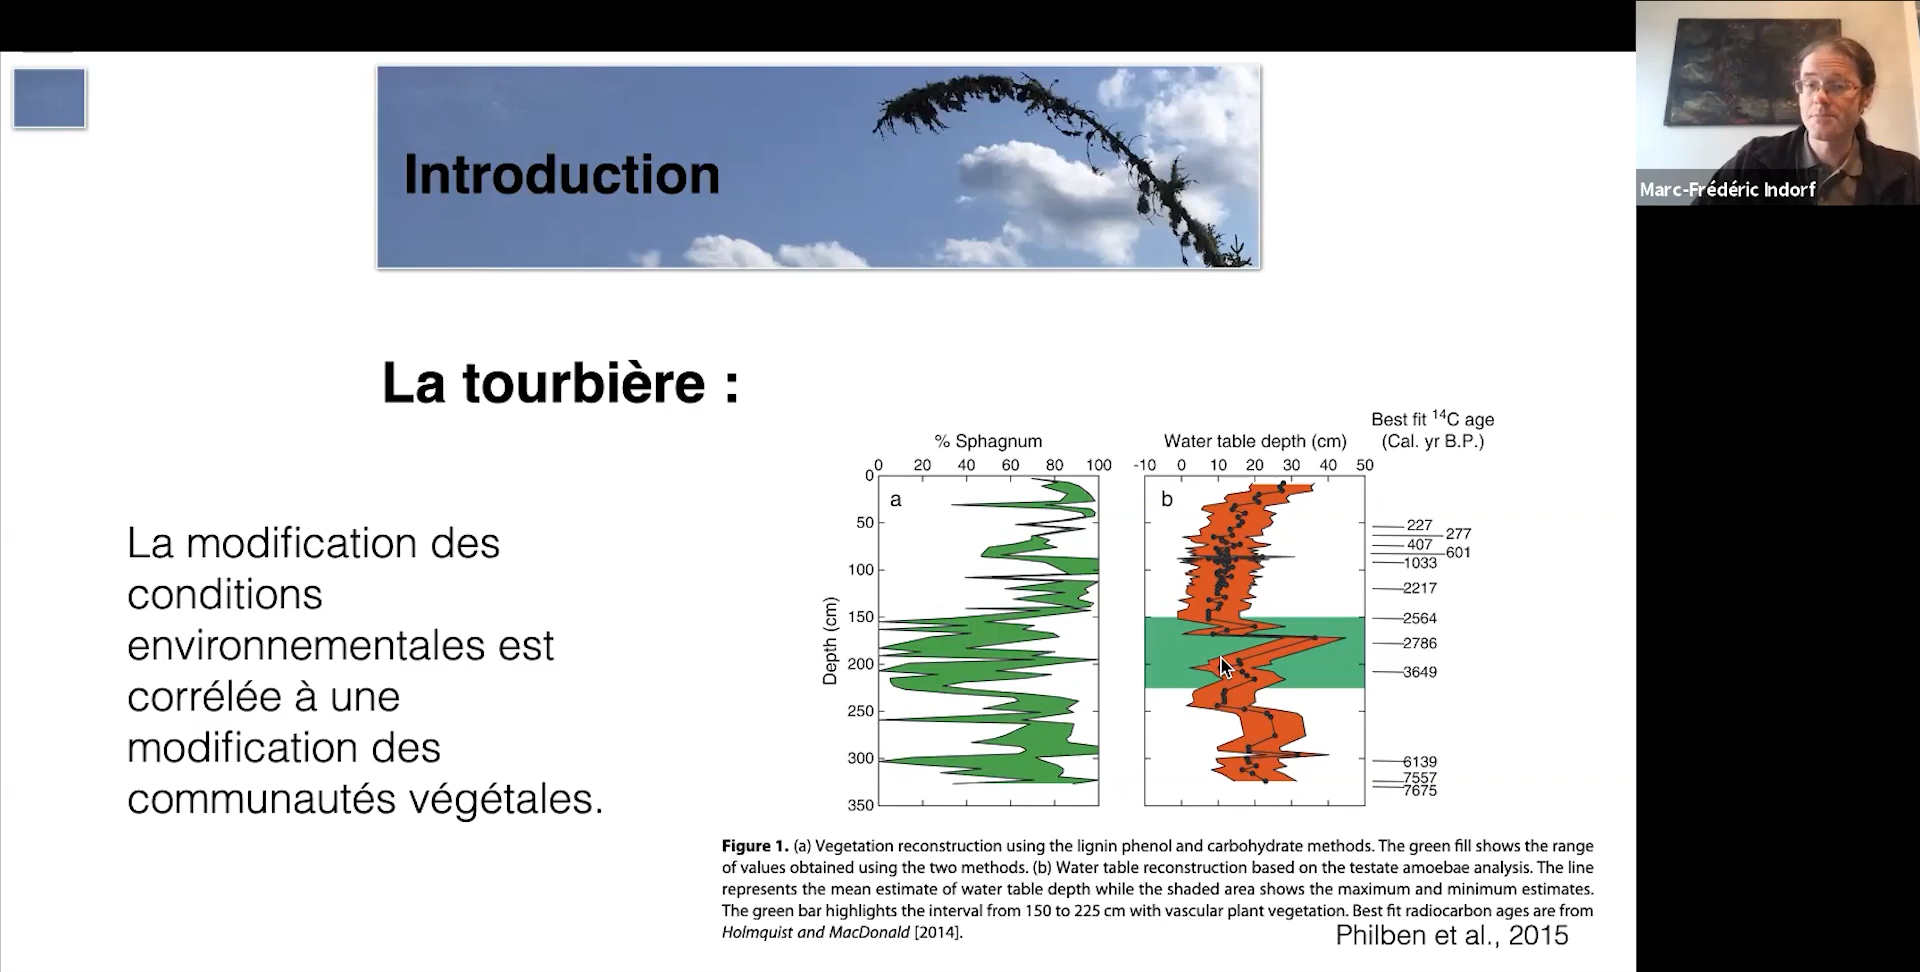 Introduction
Marc-Frédéric Indorf
La tourbière :
La modification des
conditions
environnementales est
corrélée à une
modification des
communautés végétales.
Best fit 14C age
% Sphagnum Water table depth (cm) (Cal. yr B.P.)
0 20 40 60 80 100 -10 0 10 20 30 40 50
0
a b
50
227
277
407
601
1033
100
2217
150
2564
2786
200
3649
250
300
6139
7557
7675
350
Depth (cm)
Figure 1. (a) Vegetation reconstruction using the lignin phenol and carbohydrate methods. The green fill shows the range
of values obtained using the two methods. (b) Water table reconstruction based on the testate amoebae analysis. The line
represents the mean estimate of water table depth while the shaded area shows the maximum and minimum estimates.
The green bar highlights the interval from 150 to 225 cm with vascular plant vegetation. Best fit radiocarbon ages are from
Holmquist and MacDonald [2014].
Philben et al., 2015